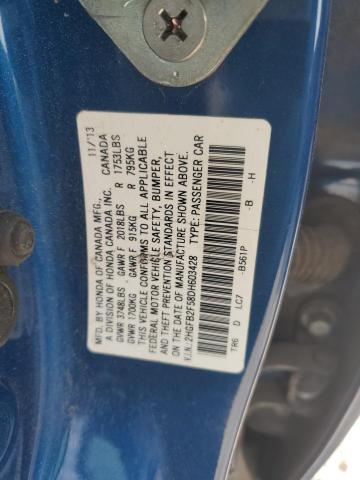 MFD. BY HONDA OF CANADA MFG., 11/'13
A DIVISION OF HONDA CANADA INC. CANADA
GVWR 3748LBS GAWR F 2018LBS R 1753LBS
GVWR 1700KG GAWR F 915KG R 795KG
THIS VEHICLE CONFORMS TO ALL APPLICABLE
FEDERAL MOTOR VEHICLE SAFETY, BUMPER,
AND THEFT PREVENTION STANDARDS IN EFFECT
ON THE DATE OF MANUFACTURE SHOWN ABOVE.
V.I.N.:2HGFB2F58DH603428 TYPE: PASSENGER CAR
TR6 D LC7 -B561P -B -H